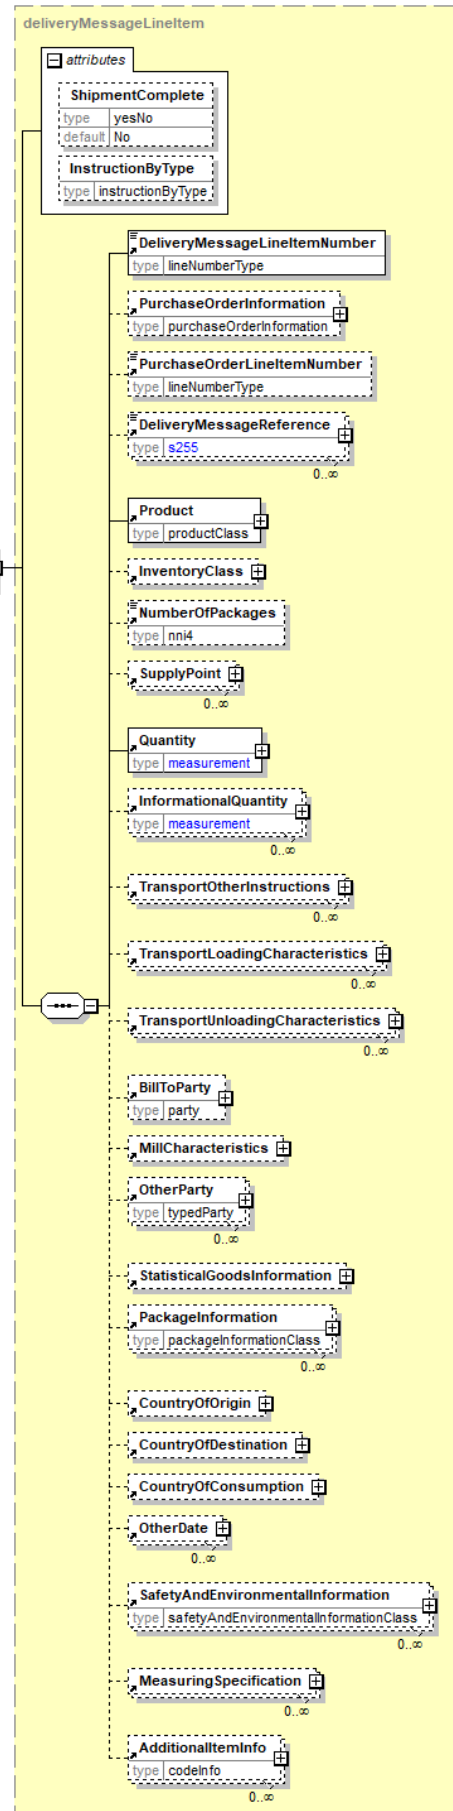 deliveryMessageLineItem
attributes
ShipmentComplete
type yesNo
default No
InstructionByType
type instructionByType
DeliveryMessageLineItemNumber
type lineNumberType
PurchaseOrderInformation
type purchaseOrderInformation
PurchaseOrderLineItemNumber
type lineNumberType
DeliveryMessageReference
type s255
0..∞
Product
type productClass
InventoryClass
NumberOfPackages
type nni4
SupplyPoint
0..∞
Quantity
type measurement
InformationalQuantity
type measurement
0..∞
TransportOtherInstructions
0..∞
TransportLoadingCharacteristics
0..∞
TransportUnloadingCharacteristics
0..∞
BillToParty
type party
MillCharacteristics
OtherParty
type typedParty
0..∞
StatisticalGoodsInformation
PackageInformation
type packageInformationClass
0..∞
CountryOfOrigin
CountryOfDestination
CountryOfConsumption
OtherDate
0..∞
SafetyAndEnvironmentalInformation
type safetyAndEnvironmentalInformationClass
0..∞
MeasuringSpecification
0..∞
AdditionalItemInfo
type codeInfo
0..∞